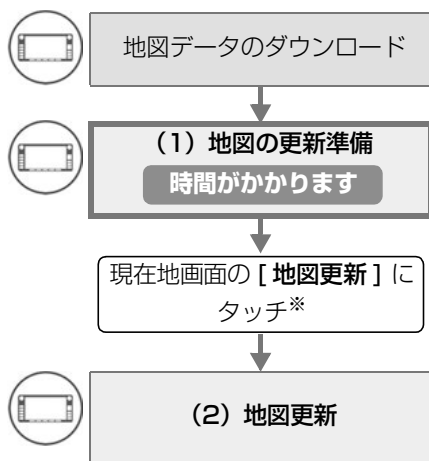 地図データのダウンロード
（1）地図の更新準備
時間がかかります
現在地画面の [ 地図更新 ] に
タッチ※
（2）地図更新